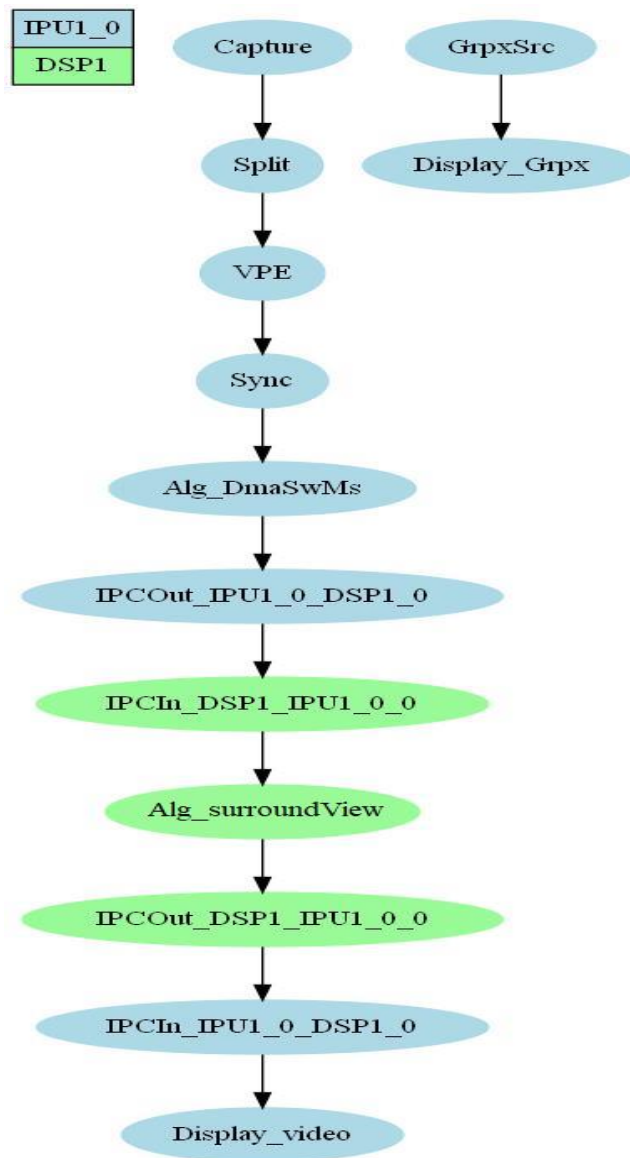 IPU1_0
DSP1
Capture
GrpxSrc
Split
Display_Grpx
VPE
Sync
Alg_DmaSwMs
IPCOut_IPU1_0_DSP1_0
IPCIn_DSP1_IPU1_0_0
Alg_surroundView
IPCOut_DSP1_IPU1_0_0
IPCIn_IPU1_0_DSP1_0
Display_video